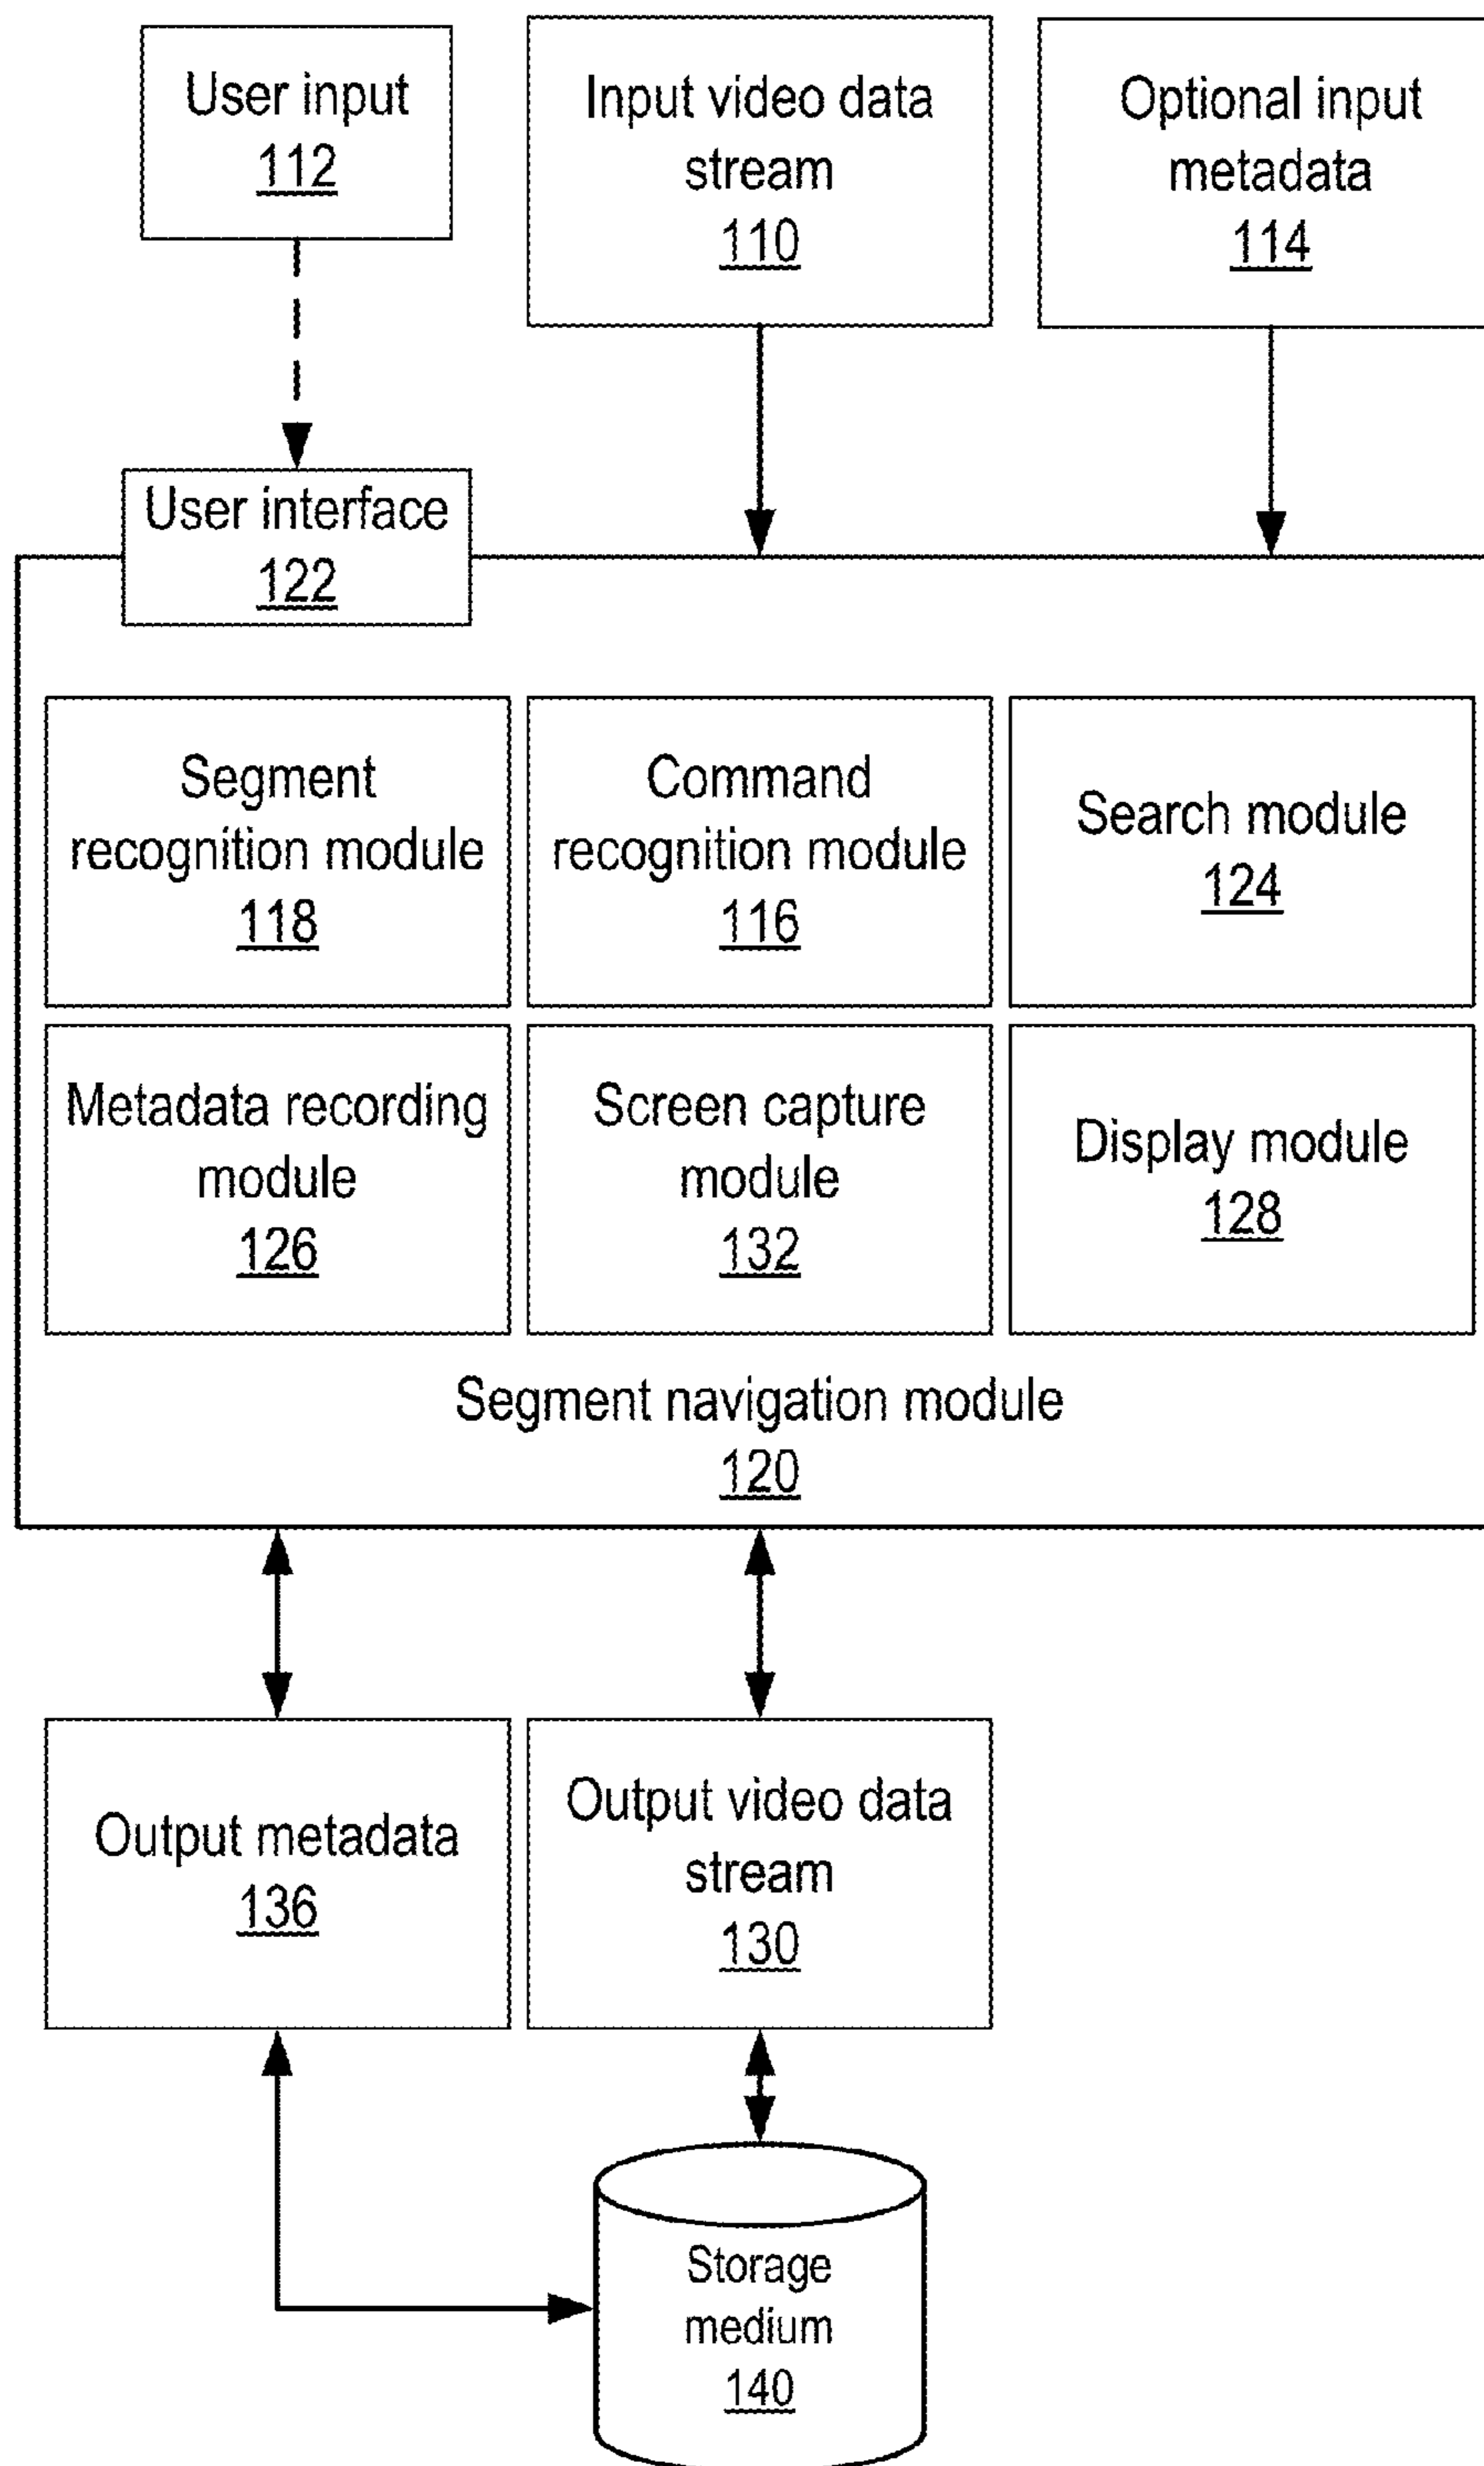 User input
112
Input video data
stream
110
Optional input
metadata
114
User interface
122
Segment
recognition module
118
Command
recognition module
116
Search module
124
Metadata recording
module
126
Screen capture
module
132
Display module
128
Segment navigation module
120
Output metadata
136
Output video data
stream
130
Storage
medium
140